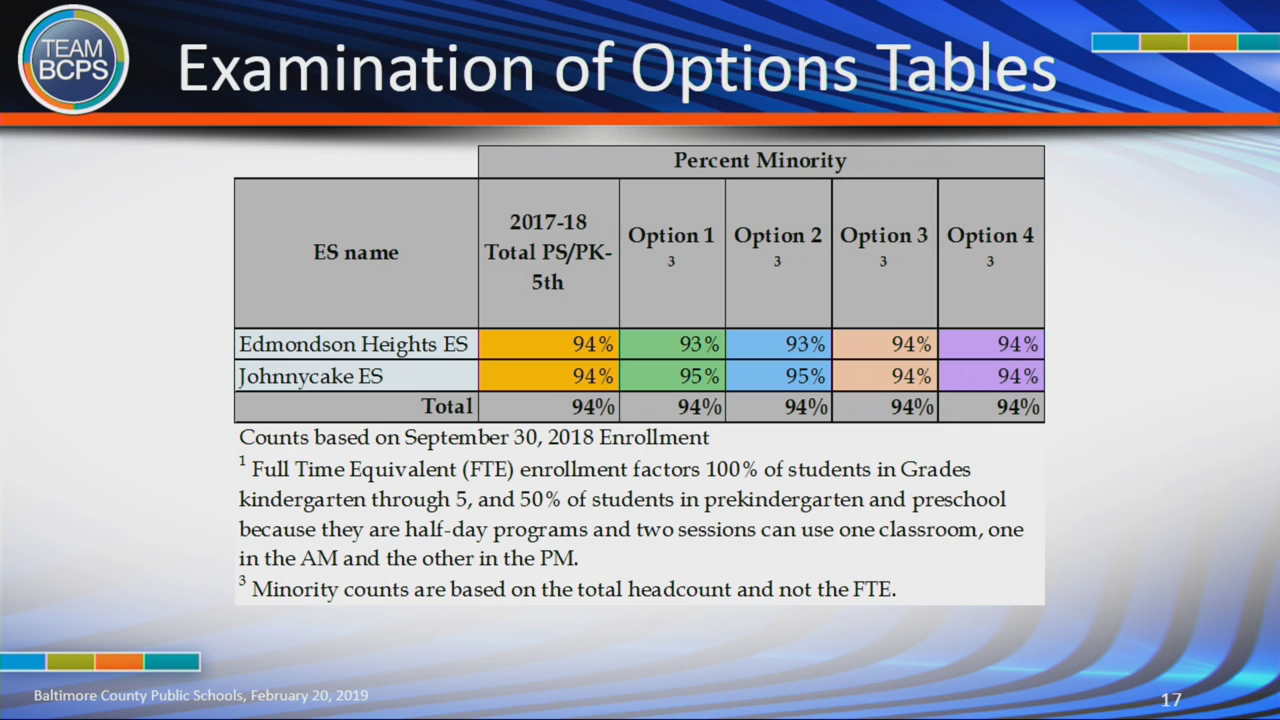 TEAM
BCPS
Examination of Options Tables
Percent Minority
ES name
2017-18
Total PS/PK-
5th
Option 1
3
Option 2
3
Option 3
3
Option 4
3
Edmondson Heights ES 94% 93% 93% 94% 94%
Johnnycake ES 94% 95% 95% 94% 94%
Total 94% 94% 94% 94% 94%
Counts based on September 30, 2018 Enrollment
1 Full Time Equivalent (FTE) enrollment factors 100% of students in Grades
kindergarten through 5, and 50% of students in prekindergarten and preschool
because they are half-day programs and two sessions can use one classroom, one
in the AM and the other in the PM.
3 Minority counts are based on the total headcount and not the FTE.
Baltimore County Public Schools, February 20, 2019
17